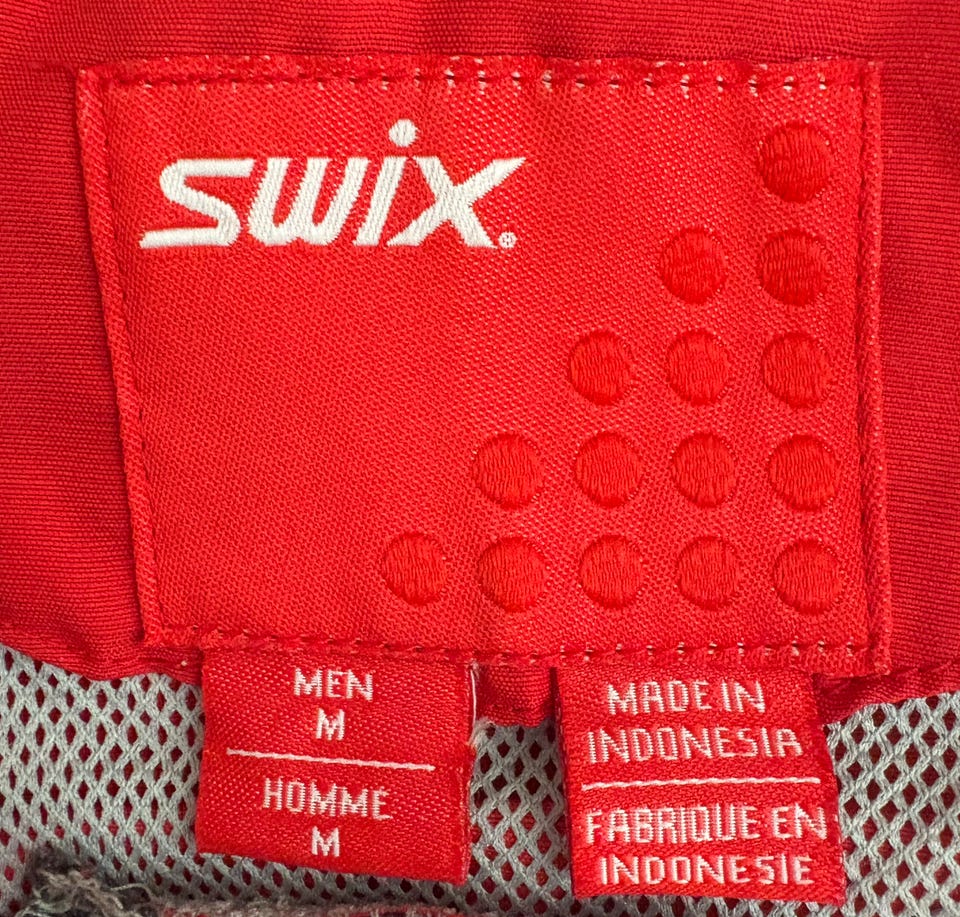 swix®
MEN
M
HOMME
M
MADE IN
INDONESIA
FABRIQUE EN
INDONESIE